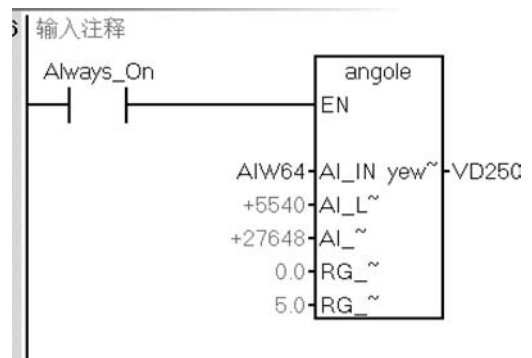 输入注释
Always_On
angole
EN
AIW64 AI_IN yew~ VD250
+5540 AI_L~
+27648 AI_~
0.0 RG_~
5.0 RG_~